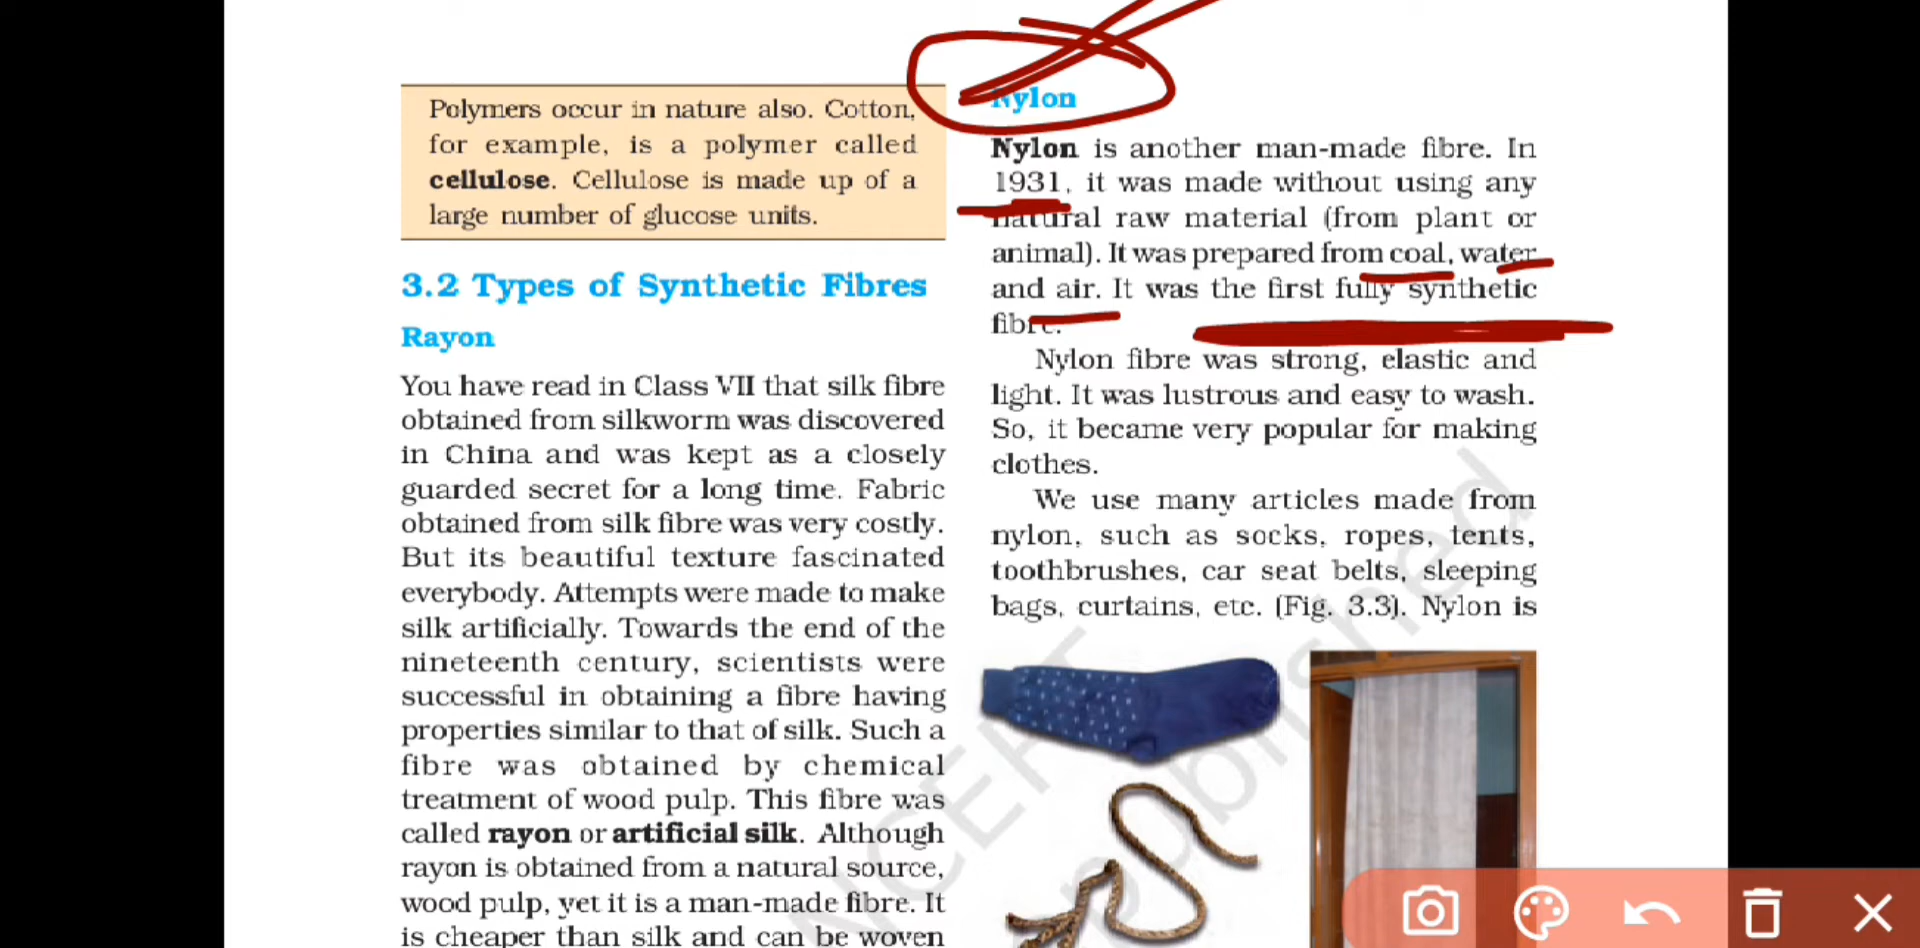 Polymers occur in nature also. Cotton,
for example, is a polymer called
cellulose. Cellulose is made up of a
large number of glucose units.
3.2 Types of Synthetic Fibres
Rayon
You have read in Class VII that silk fibre
obtained from silkworm was discovered
in China and was kept as a closely
guarded secret for a long time. Fabric
obtained from silk fibre was very costly.
But its beautiful texture fascinated
everybody. Attempts were made to make
silk artificially. Towards the end of the
nineteenth century, scientists were
successful in obtaining a fibre having
properties similar to that of silk. Such a
fibre was obtained by chemical
treatment of wood pulp. This fibre was
called rayon or artificial silk. Although
rayon is obtained from a natural source,
wood pulp, yet it is a man-made fibre. It
is cheaper than silk and can be woven
Nylon
Nylon is another man-made fibre. In
1931, it was made without using any
natural raw material (from plant or
animal). It was prepared from coal, water
and air. It was the first fully synthetic
fibre.
Nylon fibre was strong, elastic and
light. It was lustrous and easy to wash.
So, it became very popular for making
clothes.
We use many articles made from
nylon, such as socks, ropes, tents,
toothbrushes, car seat belts, sleeping
bags, curtains, etc. (Fig. 3.3). Nylon is
NCERT
published